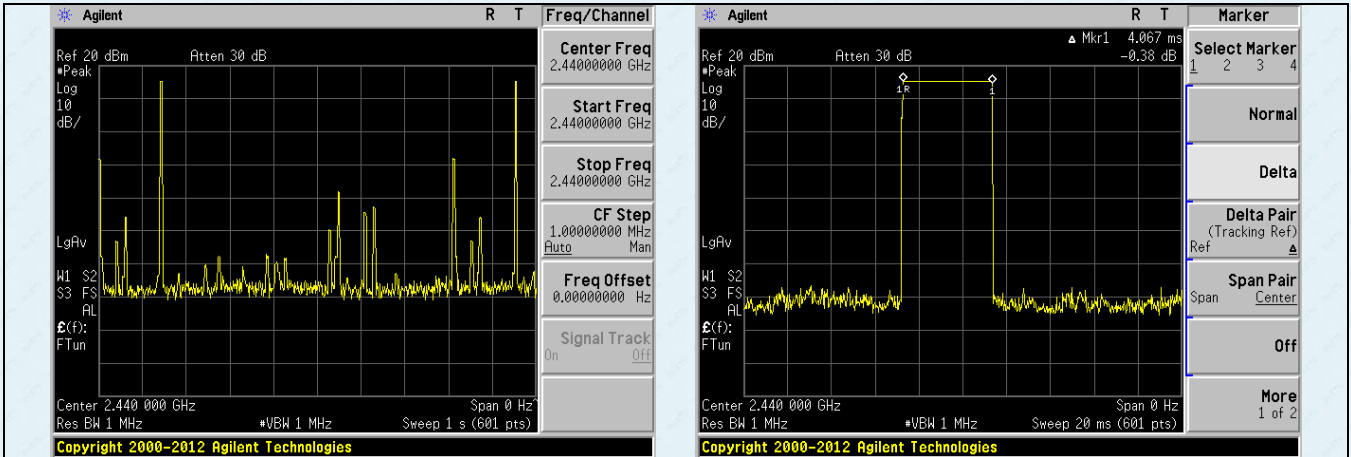 Agilent R T Freq/Channel
Ref 20 dBm Atten 30 dB
#Peak
Log
10
dB/
LgAv
W1 S2
S3 FS
AL
£(f):
FTun
Center 2.440 000 GHz Span 0 Hz^
Res BW 1 MHz #VBW 1 MHz Sweep 1 s (601 pts)
Copyright 2000-2012 Agilent Technologies
Center Freq
2.44000000 GHz
Start Freq
2.44000000 GHz
Stop Freq
2.44000000 GHz
CF Step
1.00000000 MHz
Auto Man
Freq Offset
0.00000000 Hz
Signal Track
On Off
Agilent R T Marker
Δ Mkr1 4.067 ms
Ref 20 dBm Atten 30 dB -0.38 dB
#Peak
Log
10
dB/
1R 1
LgAv
W1 S2
S3 FS
AL
£(f):
FTun
Center 2.440 000 GHz Span 0 Hz
Res BW 1 MHz #VBW 1 MHz Sweep 20 ms (601 pts)
Copyright 2000-2012 Agilent Technologies
Select Marker
1 2 3 4
Normal
Delta
Delta Pair
(Tracking Ref)
Ref Δ
Span Pair
Span Center
Off
More
1 of 2